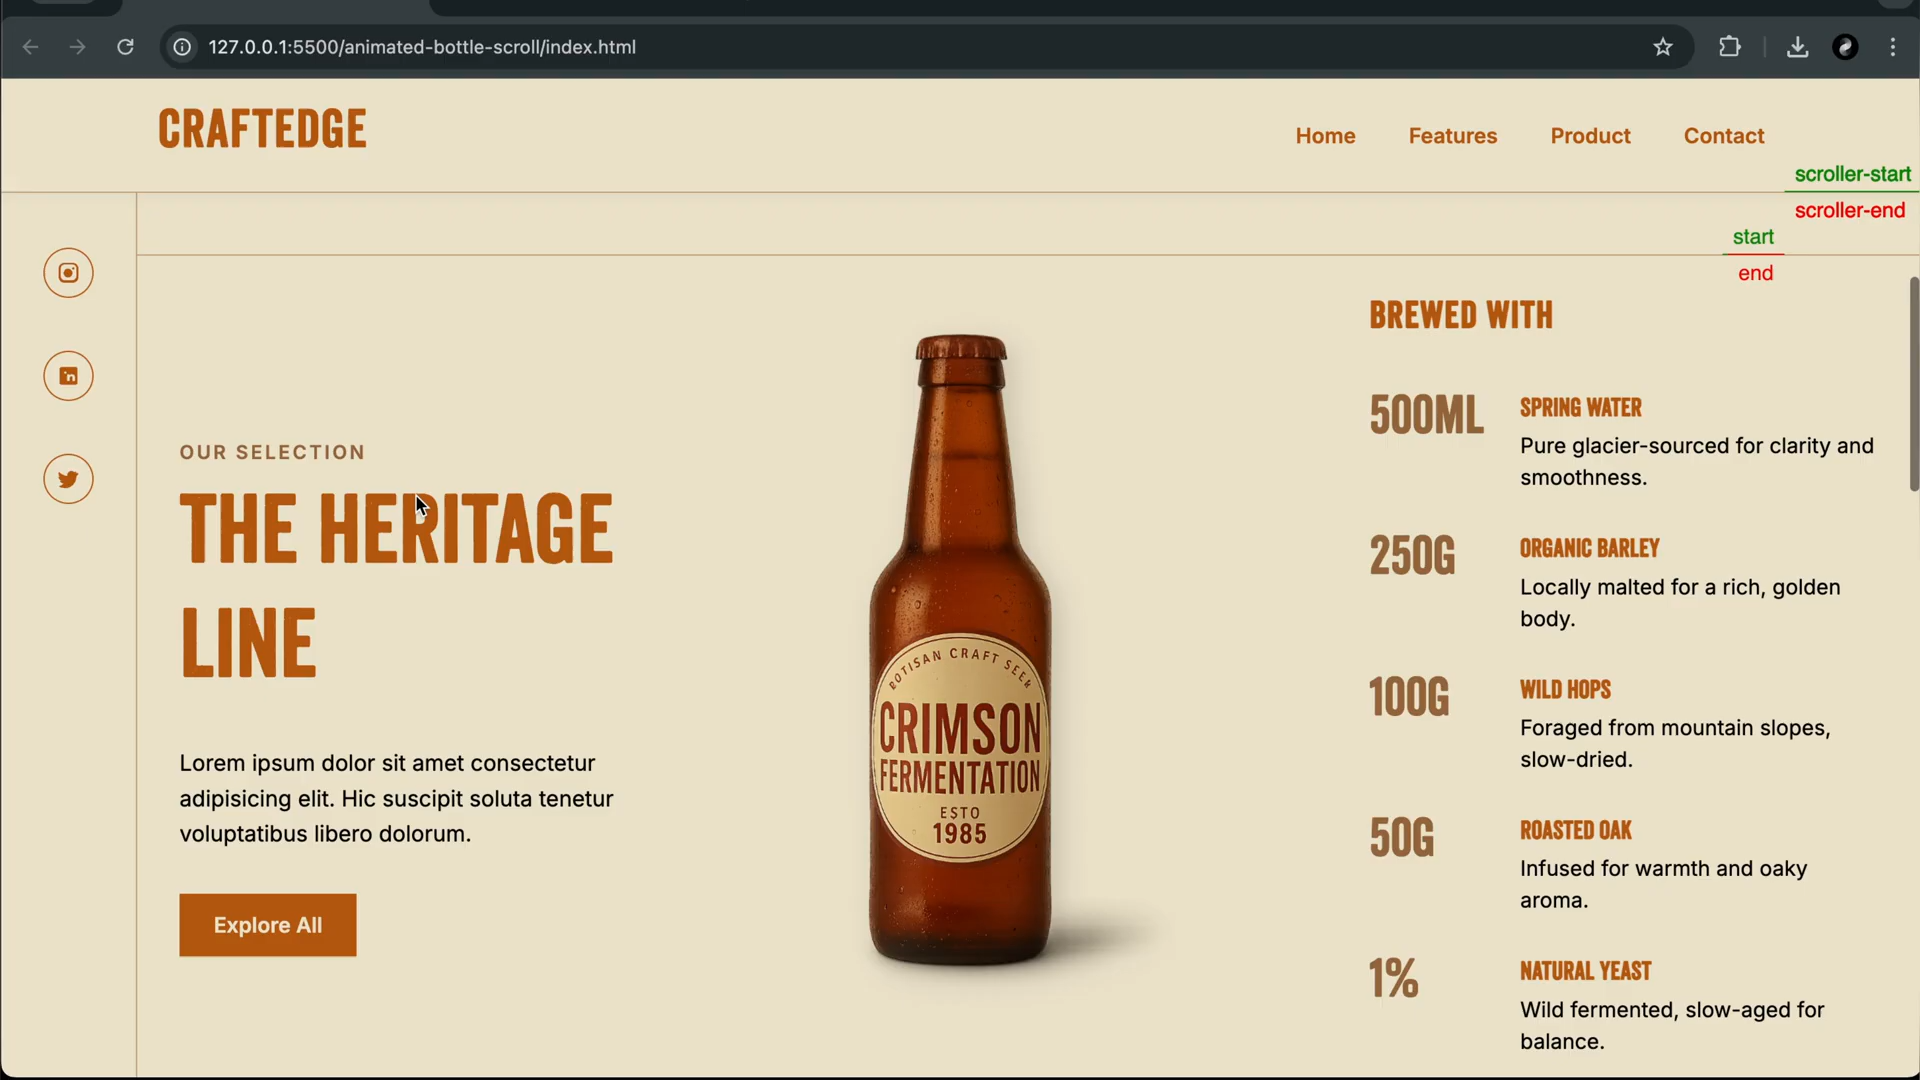 127.0.0.1:5500/animated-bottle-scroll/index.html
CRAFTEDGE
Home
Features
Product
Contact
scroller-start
scroller-end
start
end
OUR SELECTION
THE HERITAGE
LINE
Lorem ipsum dolor sit amet consectetur
adipisicing elit. Hic suscipit soluta tenetur
voluptatibus libero dolorum.
Explore All
BOTISAN CRAFT SEER
CRIMSON
FERMENTATION
ESTO
1985
BREWED WITH
500ML
SPRING WATER
Pure glacier-sourced for clarity and
smoothness.
250G
ORGANIC BARLEY
Locally malted for a rich, golden
body.
100G
WILD HOPS
Foraged from mountain slopes,
slow-dried.
50G
ROASTED OAK
Infused for warmth and oaky
aroma.
1%
NATURAL YEAST
Wild fermented, slow-aged for
balance.